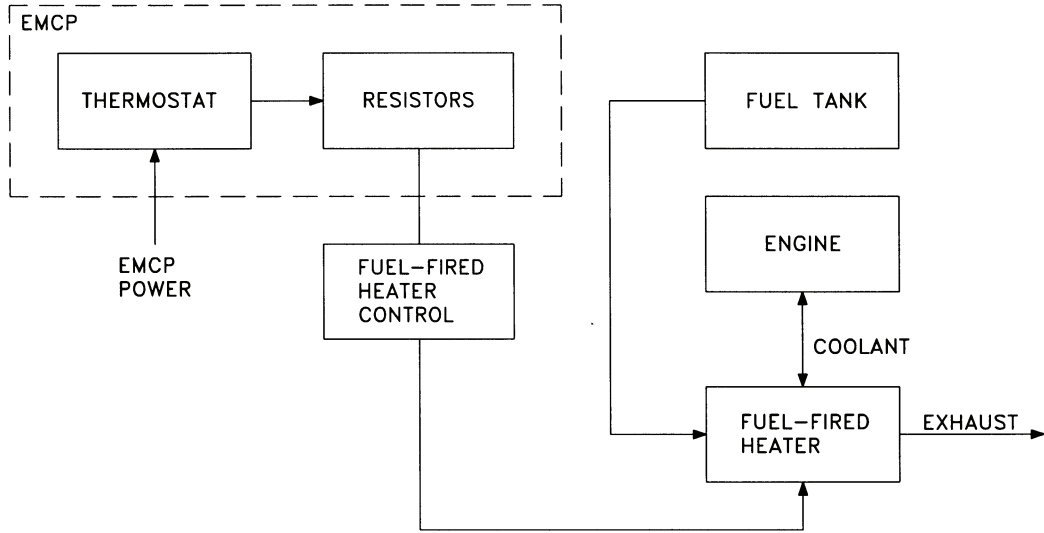 EMCP
THERMOSTAT
RESISTORS
FUEL TANK
ENGINE
EMCP
POWER
FUEL-FIRED
HEATER
CONTROL
COOLANT
FUEL-FIRED
HEATER
EXHAUST